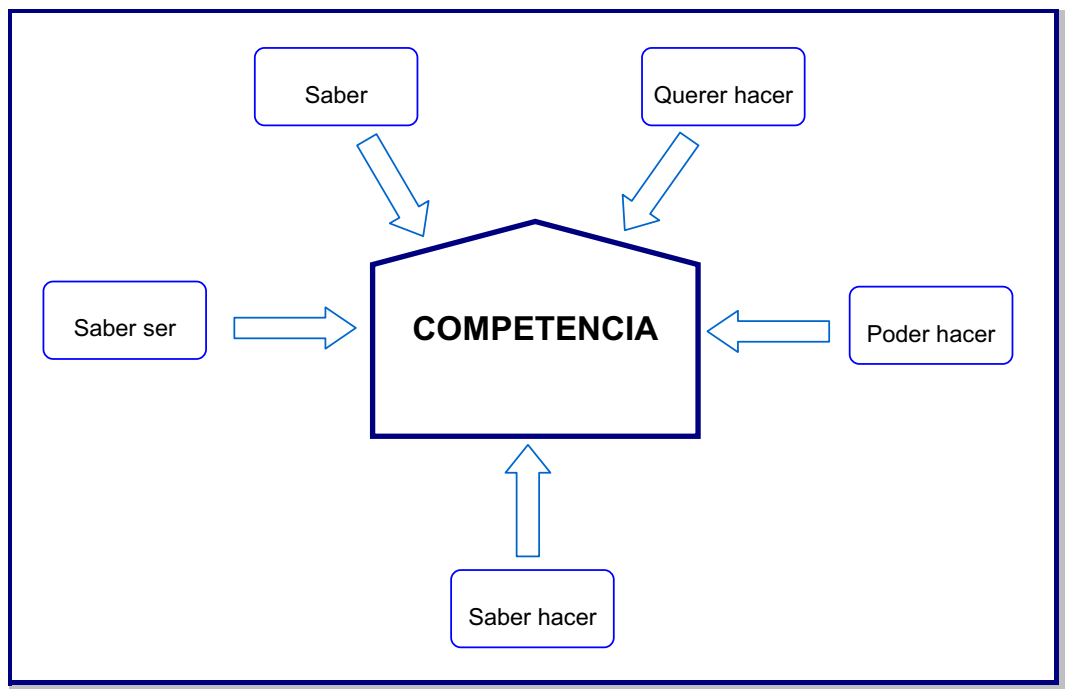 Saber
Querer hacer
Saber ser
COMPETENCIA
Poder hacer
Saber hacer